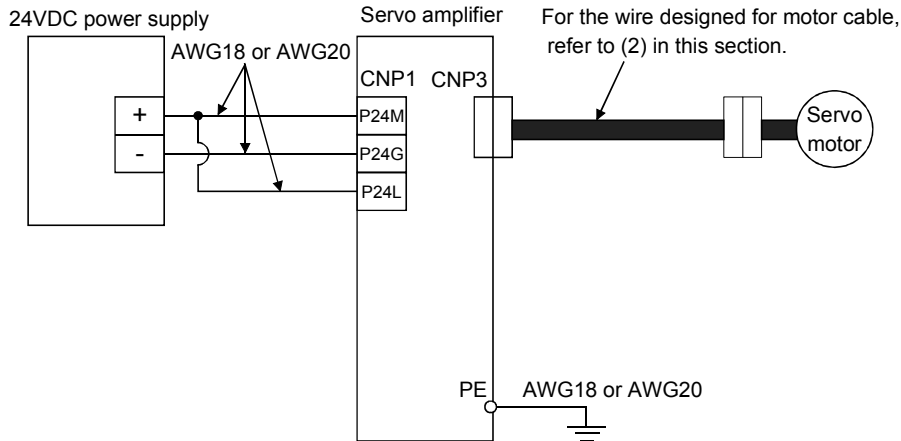 24VDC power supply
Servo amplifier
For the wire designed for motor cable,
refer to (2) in this section.
AWG18 or AWG20
CNP1
CNP3
+
P24M
Servo
motor
-
P24G
P24L
PE
AWG18 or AWG20